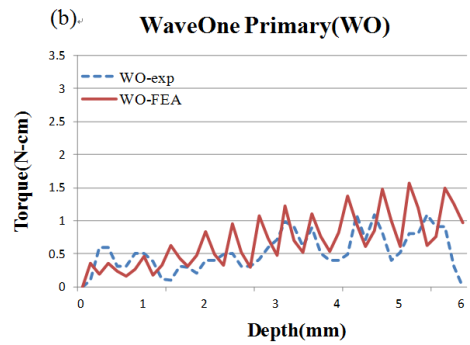 (b)
WaveOne Primary(WO)
3.5
3
2.5
2
1.5
1
0.5
0
WO-exp
WO-FEA
Torque(N-cm)
0 1 2 3 4 5 6
Depth(mm)